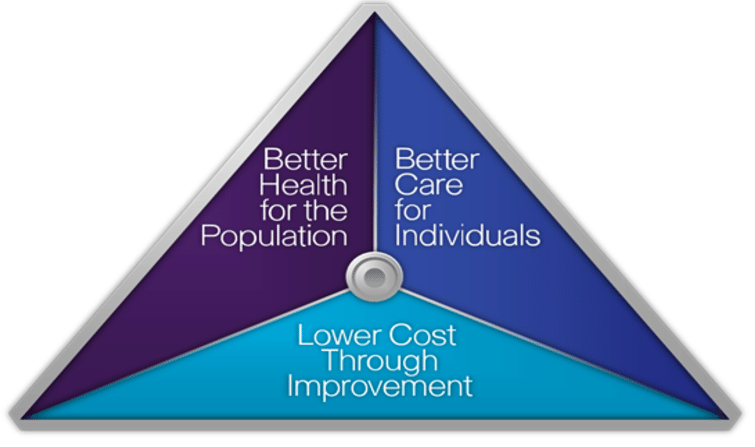 Better
Health
for the
Population
Better
Care
for
Individuals
Lower Cost
Through
Improvement